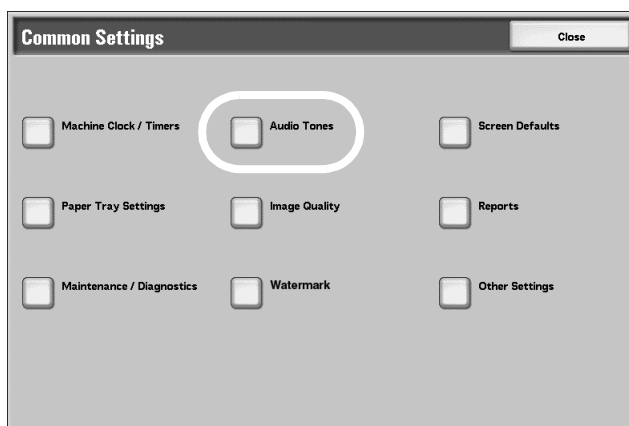 Common Settings Close
Machine Clock / Timers Audio Tones Screen Defaults
Paper Tray Settings Image Quality Reports
Maintenance / Diagnostics Watermark Other Settings